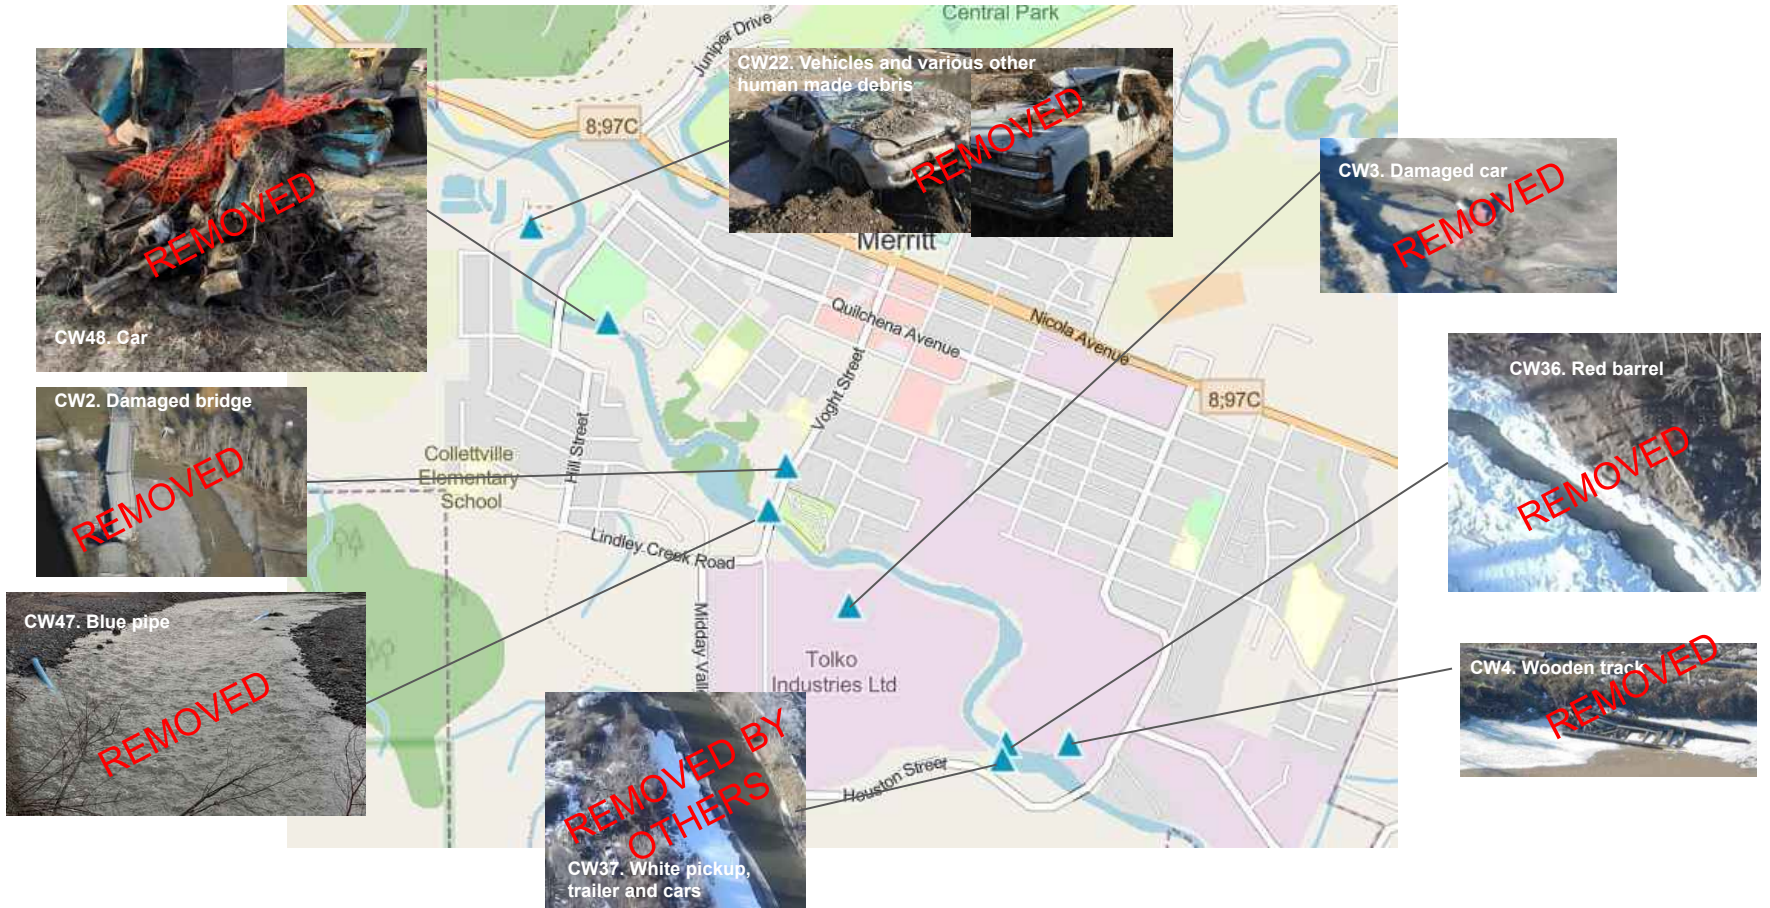 Central Park
Juniper Drive
8;97C
CW22. Vehicles and various other
human made debris
REMOVED
CW3. Damaged car
REMOVED
REMOVED
CW48. Car
Merritt
Quilchena Avenue
Nicola Avenue
8;97C
Voght Street
Hill Street
CW2. Damaged bridge
REMOVED
Collettville
Elementary
School
CW36. Red barrel
REMOVED
Lindley Creek Road
CW47. Blue pipe
REMOVED
Midday Vall
Tolko
Industries Ltd
CW4. Wooden track
REMOVED
Houston Street
REMOVED BY
OTHERS
CW37. White pickup,
trailer and cars